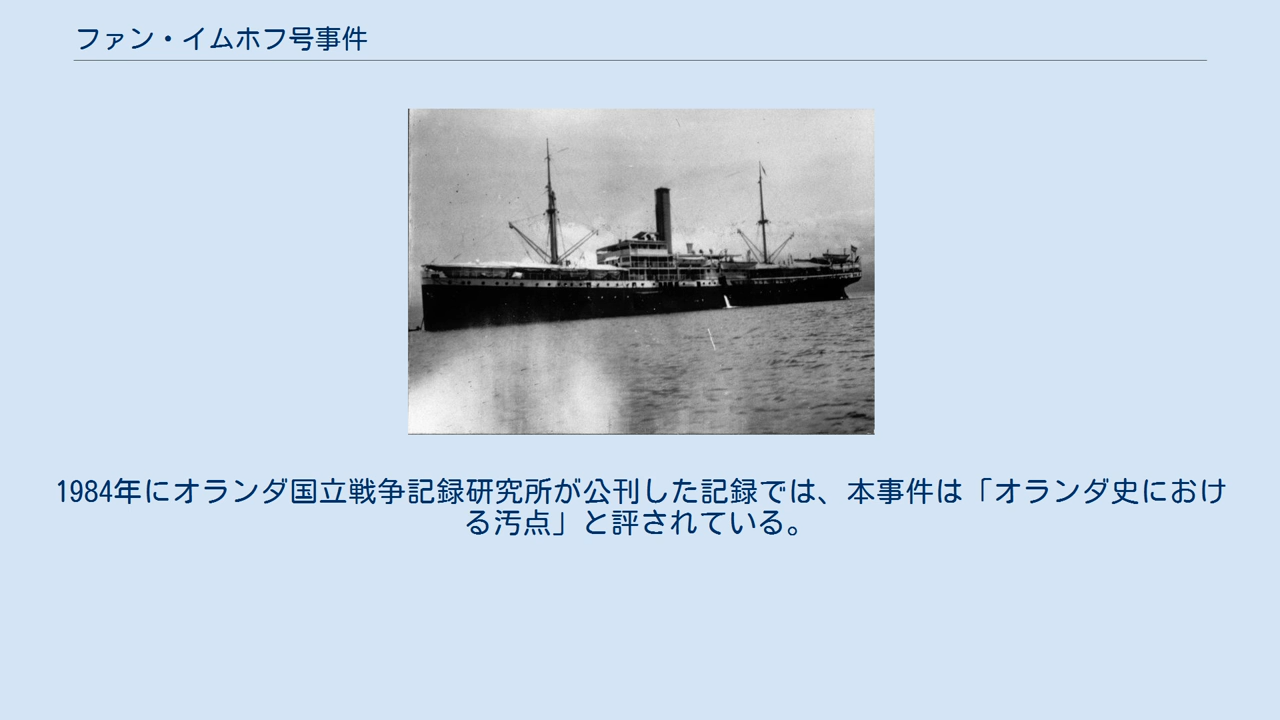 ファン・イムホフ号事件
1984年にオランダ国立戦争記録研究所が公刊した記録では、本事件は「オランダ史におけ
る汚点」と評されている。